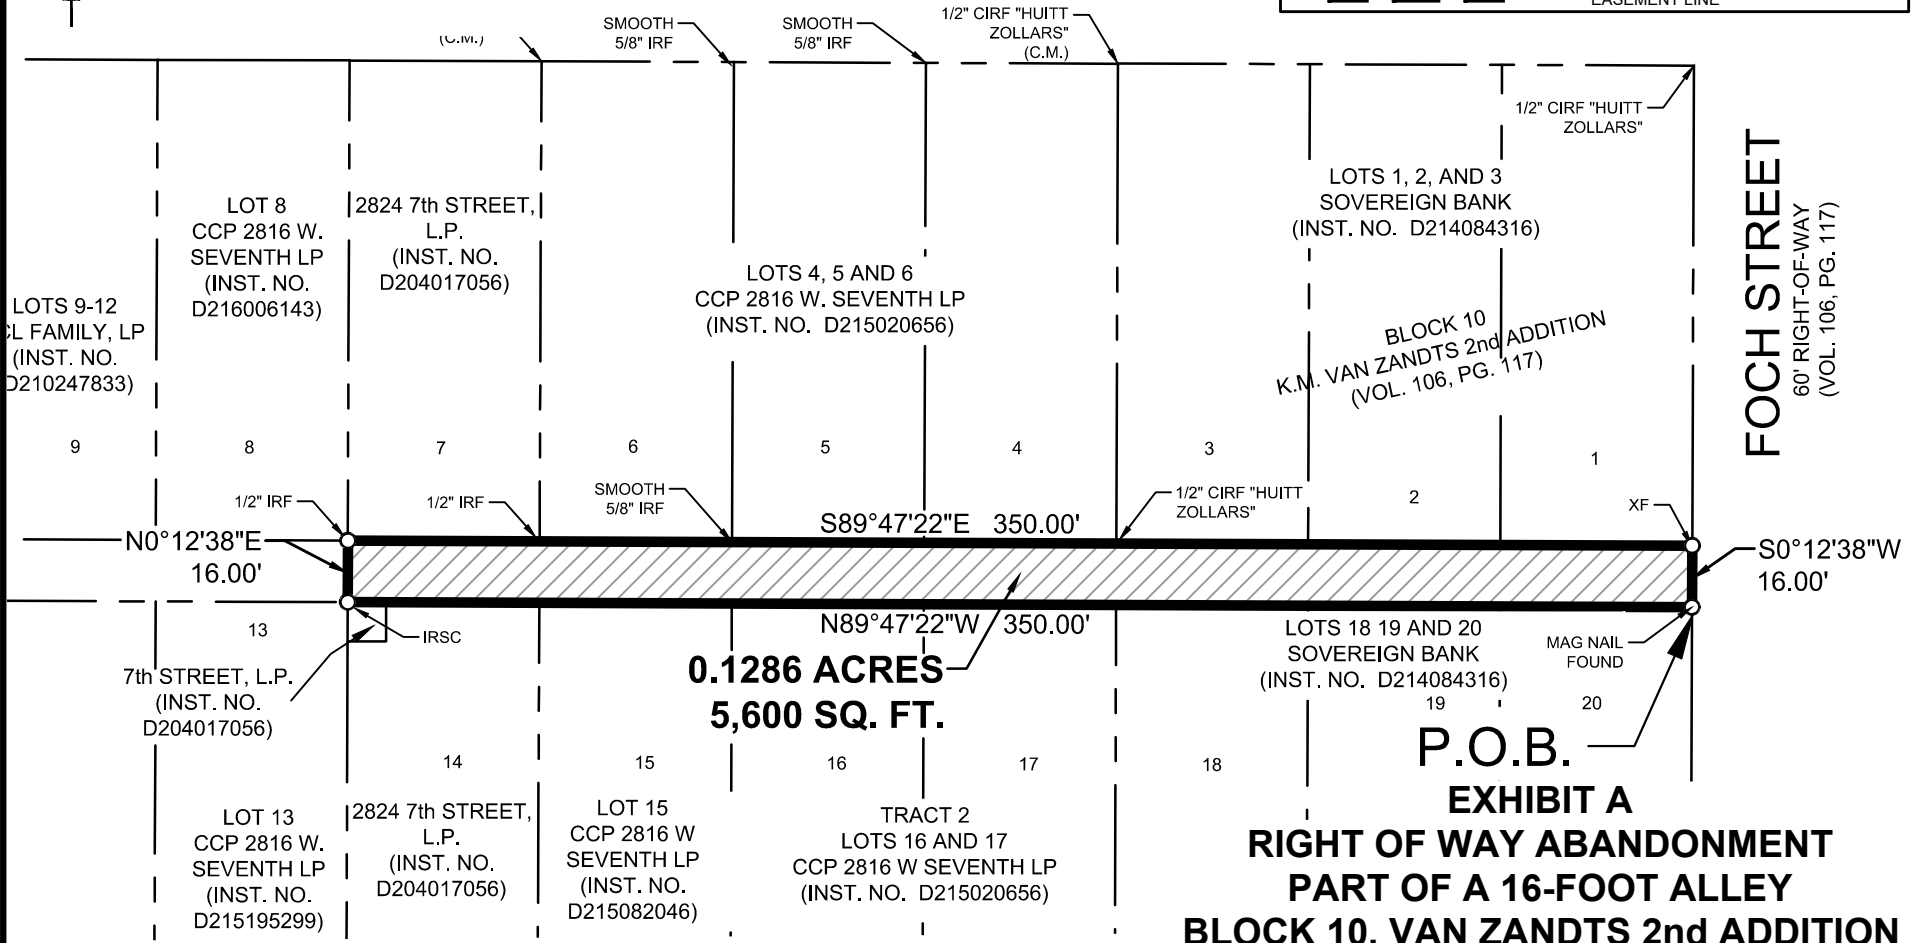 EASEMENT LINE
(C.M.)
SMOOTH
5/8" IRF
SMOOTH
5/8" IRF
1/2" CIRF "HUITT
ZOLLARS"
(C.M.)
1/2" CIRF "HUITT
ZOLLARS"
FOCH STREET
60' RIGHT-OF-WAY
(VOL. 106, PG. 117)
LOT 8
CCP 2816 W.
SEVENTH LP
(INST. NO.
D216006143)
2824 7th STREET,
L.P.
(INST. NO.
D204017056)
LOTS 4, 5 AND 6
CCP 2816 W. SEVENTH LP
(INST. NO. D215020656)
LOTS 1, 2, AND 3
SOVEREIGN BANK
(INST. NO. D214084316)
BLOCK 10
K.M. VAN ZANDTS 2nd ADDITION
(VOL. 106, PG. 117)
LOTS 9-12
CL FAMILY, LP
(INST. NO.
D210247833)
9
8
7
6
5
4
3
2
1
1/2" IRF
1/2" IRF
SMOOTH
5/8" IRF
1/2" CIRF "HUITT
ZOLLARS"
XF
N0°12'38"E
16.00'
S89°47'22"E 350.00'
S0°12'38"W
16.00'
N89°47'22"W 350.00'
0.1286 ACRES
5,600 SQ. FT.
13
IRSC
7th STREET, L.P.
(INST. NO.
D204017056)
LOTS 18 19 AND 20
SOVEREIGN BANK
(INST. NO. D214084316)
MAG NAIL
FOUND
19
20
P.O.B.
14
15
16
17
18
LOT 13
CCP 2816 W.
SEVENTH LP
(INST. NO.
D215195299)
2824 7th STREET,
L.P.
(INST. NO.
D204017056)
LOT 15
CCP 2816 W
SEVENTH LP
(INST. NO.
D215082046)
TRACT 2
LOTS 16 AND 17
CCP 2816 W SEVENTH LP
(INST. NO. D215020656)
EXHIBIT A
RIGHT OF WAY ABANDONMENT
PART OF A 16-FOOT ALLEY
BLOCK 10, VAN ZANDTS 2nd ADDITION